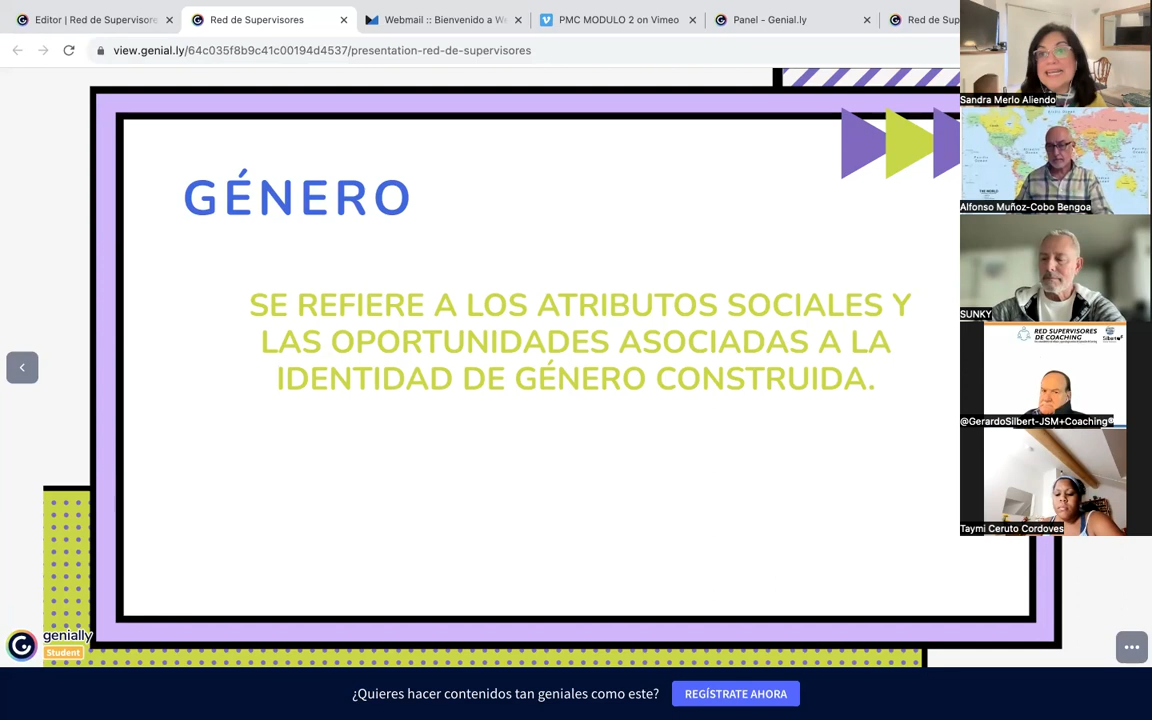 Editor | Red de Supervisore
Red de Supervisores
Webmail :: Bienvenido a W
PMC MODULO 2 on Vimeo
Panel - Genial.ly
Red de Sup
view.genial.ly/64c035f8b9c41c00194d4537/presentation-red-de-supervisores
GÉNERO
SE REFIERE A LOS ATRIBUTOS SOCIALES Y
LAS OPORTUNIDADES ASOCIADAS A LA
IDENTIDAD DE GÉNERO CONSTRUIDA.
Sandra Merlo Aliendo
THE WORLD
Alfonso Muñoz-Cobo Bengoa
SUNKY
RED SUPERVISORES
DE COACHING
@GerardoSilbert-JSM+Coaching®
Taymi Ceruto Cordoves
genially
Student
¿Quieres hacer contenidos tan geniales como este?
REGÍSTRATE AHORA